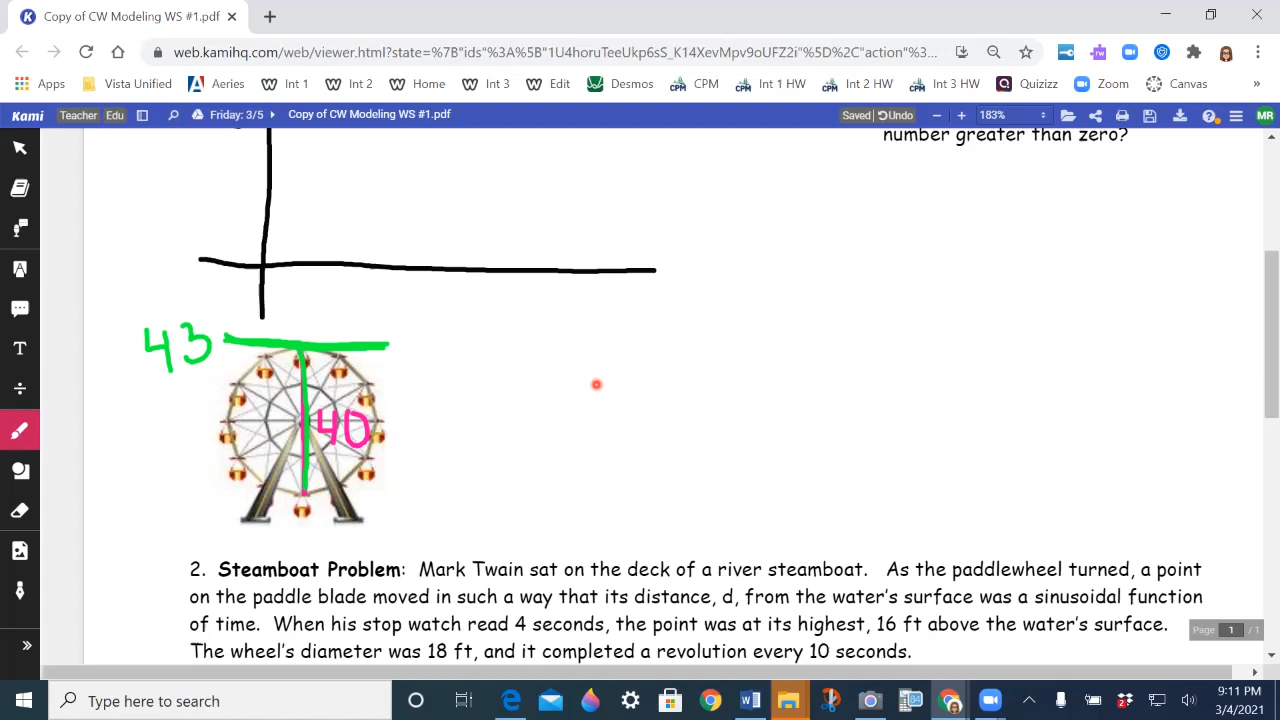 Copy of CW Modeling WS #1.pdf
web.kamihq.com/web/viewer.html?state=%7B"ids"%3A%5B"1U4horuTeeUkp6sS_K14XevMpv9oUFZ2i"%5D%2C"action"%3...
Apps Vista Unified Aeries Int 1 Int 2 Home Int 3 Edit Desmos CPM Int 1 HW Int 2 HW Int 3 HW Quizizz Zoom Canvas »
Kami Teacher Edu Friday: 3/5 Copy of CW Modeling WS #1.pdf Saved Undo 183% MR
number greater than zero?
43
40
2. Steamboat Problem: Mark Twain sat on the deck of a river steamboat. As the paddlewheel turned, a point
on the paddle blade moved in such a way that its distance, d, from the water's surface was a sinusoidal function
of time. When his stop watch read 4 seconds, the point was at its highest, 16 ft above the water's surface.
Page 1 / 1
The wheel's diameter was 18 ft, and it completed a revolution every 10 seconds.
Type here to search
9:11 PM
3/4/2021